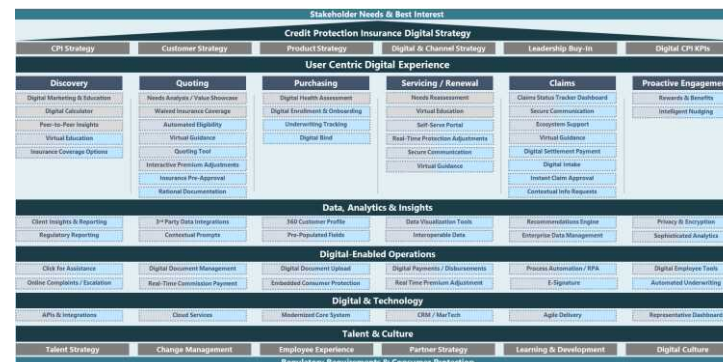 Stakeholder Needs & Best Interest
Credit Protection Insurance Digital Strategy
CPI Strategy
Customer Strategy
Product Strategy
Digital & Channel Strategy
Leadership Buy-In
Digital CPI KPIs
User Centric Digital Experience
Discovery
Quoting
Purchasing
Servicing / Renewal
Claims
Proactive Engagemen
Digital Marketing & Education
Digital Calculator
Peer-to-Peer Insights
Virtual Education
Insurance Coverage Options
Needs Analysis / Value Showcase
Waived Insurance Coverage
Automated Eligibility
Virtual Guidance
Quoting Tool
Interactive Premium Adjustments
Insurance Pre-Approval
Rational Documentation
Digital Health Assessment
Digital Enrollment & Onboarding
Underwriting Tracking
Digital Bind
Needs Reassessment
Virtual Education
Self-Serve Portal
Real-Time Protection Adjustments
Secure Communication
Virtual Guidance
Claims Status Tracker Dashboard
Secure Communication
Ecosystem Support
Virtual Guidance
Digital Settlement Payment
Digital Intake
Instant Claim Approval
Contextual Info Requests
Rewards & Benefits
Intelligent Nudging
Data, Analytics & Insights
Client Insights & Reporting
3rd Party Data Integrations
360 Customer Profile
Data Visualization Tools
Recommendations Engine
Privacy & Encryption
Regulatory Reporting
Contextual Prompts
Pre-Populated Fields
Interoperable Data
Enterprise Data Management
Sophisticated Analytics
Digital-Enabled Operations
Click for Assistance
Digital Document Management
Digital Document Upload
Digital Payments / Disbursements
Process Automation / RPA
Digital Employee Tools
Online Complaints / Escalation
Real-Time Commission Payment
Embedded Consumer Protection
Real Time Premium Adjustment
E-Signature
Automated Underwriting
Digital & Technology
APIs & Integrations
Cloud Services
Modernized Core System
CRM / MarTech
Agile Delivery
Representative Dashboard
Talent & Culture
Talent Strategy
Change Management
Employee Experience
Partner Strategy
Learning & Development
Digital Culture
Regulatory Requirements & Consumer Protection